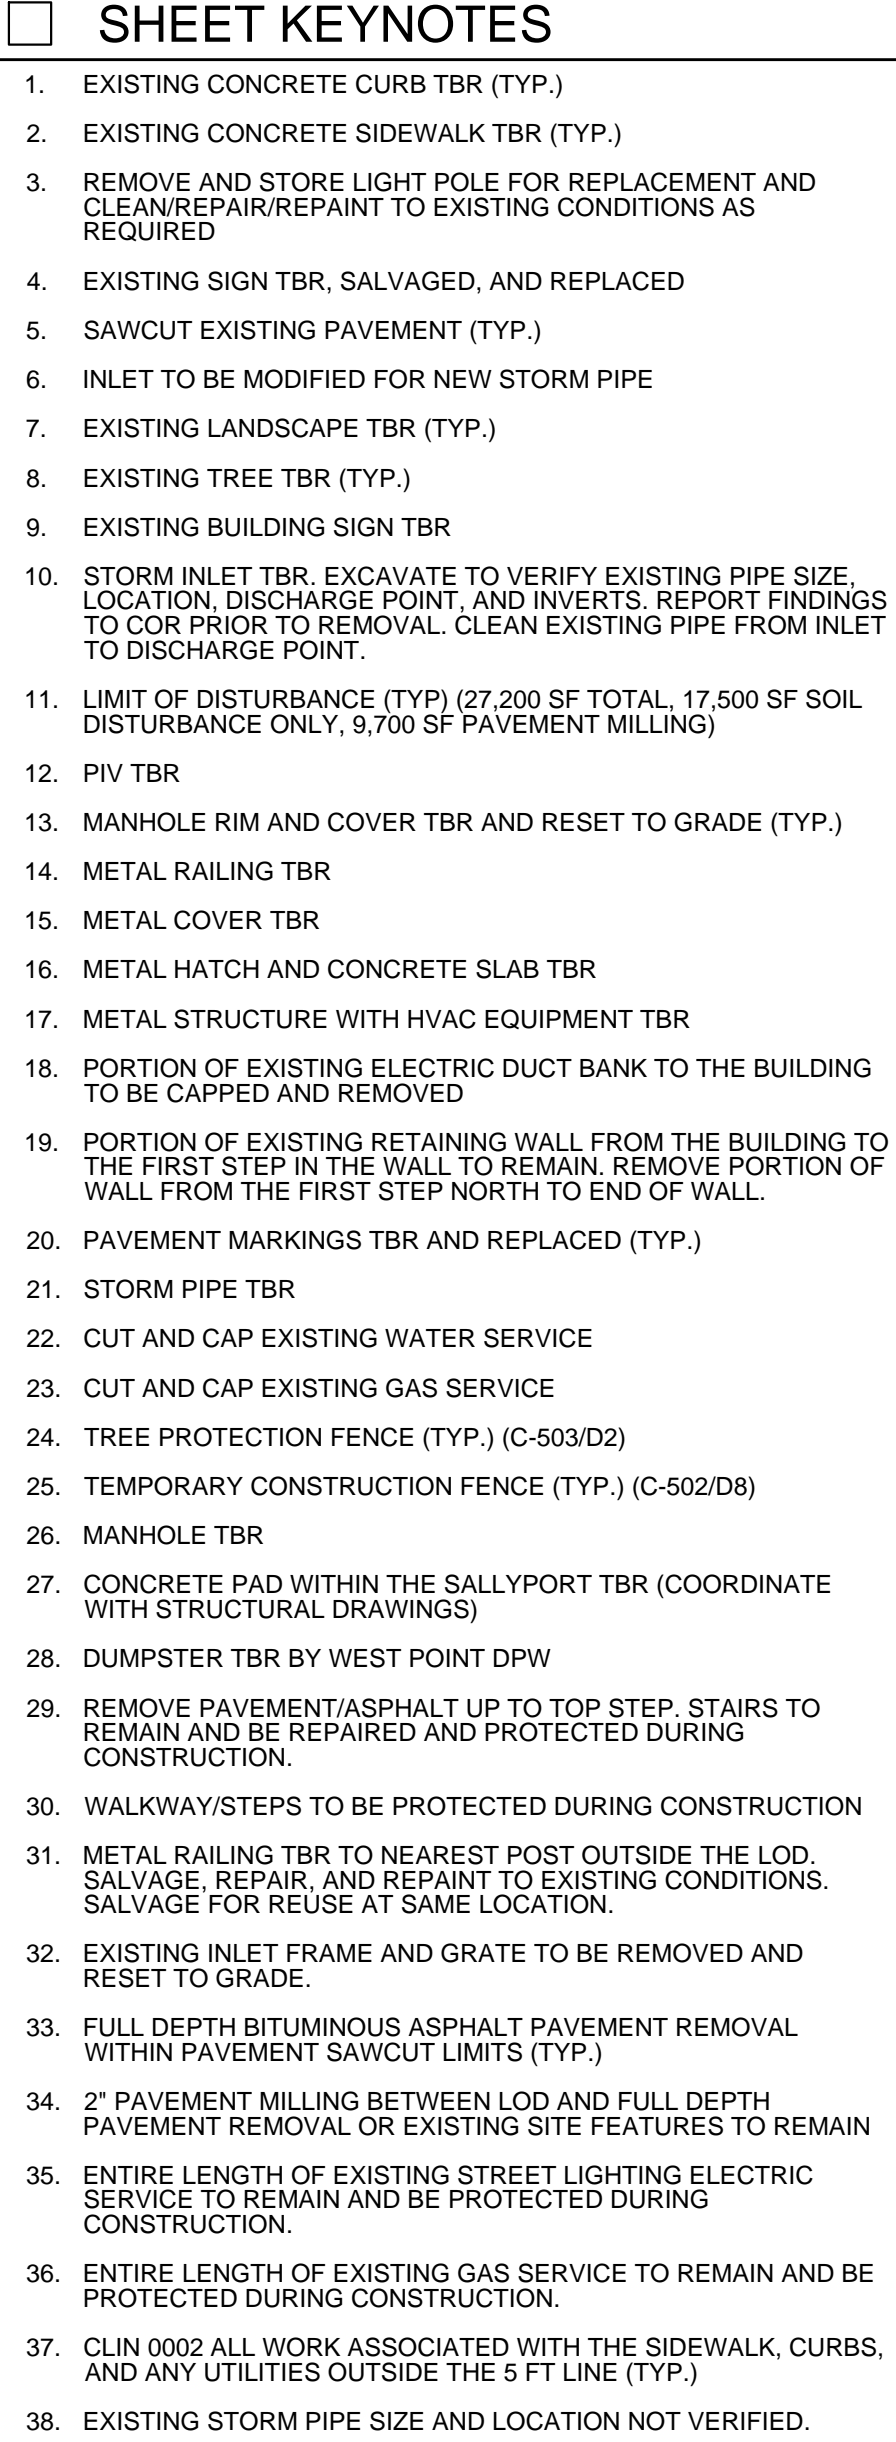 SHEET KEYNOTES
1. EXISTING CONCRETE CURB TBR (TYP.)
2. EXISTING CONCRETE SIDEWALK TBR (TYP.)
3. REMOVE AND STORE LIGHT POLE FOR REPLACEMENT AND
CLEAN/REPAIR/REPAINT TO EXISTING CONDITIONS AS
REQUIRED
4. EXISTING SIGN TBR, SALVAGED, AND REPLACED
5. SAWCUT EXISTING PAVEMENT (TYP.)
6. INLET TO BE MODIFIED FOR NEW STORM PIPE
7. EXISTING LANDSCAPE TBR (TYP.)
8. EXISTING TREE TBR (TYP.)
9. EXISTING BUILDING SIGN TBR
10. STORM INLET TBR. EXCAVATE TO VERIFY EXISTING PIPE SIZE,
LOCATION, DISCHARGE POINT, AND INVERTS. REPORT FINDINGS
TO COR PRIOR TO REMOVAL. CLEAN EXISTING PIPE FROM INLET
TO DISCHARGE POINT.
11. LIMIT OF DISTURBANCE (TYP) (27,200 SF TOTAL, 17,500 SF SOIL
DISTURBANCE ONLY, 9,700 SF PAVEMENT MILLING)
12. PIV TBR
13. MANHOLE RIM AND COVER TBR AND RESET TO GRADE (TYP.)
14. METAL RAILING TBR
15. METAL COVER TBR
16. METAL HATCH AND CONCRETE SLAB TBR
17. METAL STRUCTURE WITH HVAC EQUIPMENT TBR
18. PORTION OF EXISTING ELECTRIC DUCT BANK TO THE BUILDING
TO BE CAPPED AND REMOVED
19. PORTION OF EXISTING RETAINING WALL FROM THE BUILDING TO
THE FIRST STEP IN THE WALL TO REMAIN. REMOVE PORTION OF
WALL FROM THE FIRST STEP NORTH TO END OF WALL.
20. PAVEMENT MARKINGS TBR AND REPLACED (TYP.)
21. STORM PIPE TBR
22. CUT AND CAP EXISTING WATER SERVICE
23. CUT AND CAP EXISTING GAS SERVICE
24. TREE PROTECTION FENCE (TYP.) (C-503/D2)
25. TEMPORARY CONSTRUCTION FENCE (TYP.) (C-502/D8)
26. MANHOLE TBR
27. CONCRETE PAD WITHIN THE SALLYPORT TBR (COORDINATE
WITH STRUCTURAL DRAWINGS)
28. DUMPSTER TBR BY WEST POINT DPW
29. REMOVE PAVEMENT/ASPHALT UP TO TOP STEP. STAIRS TO
REMAIN AND BE REPAIRED AND PROTECTED DURING
CONSTRUCTION.
30. WALKWAY/STEPS TO BE PROTECTED DURING CONSTRUCTION
31. METAL RAILING TBR TO NEAREST POST OUTSIDE THE LOD.
SALVAGE, REPAIR, AND REPAINT TO EXISTING CONDITIONS.
SALVAGE FOR REUSE AT SAME LOCATION.
32. EXISTING INLET FRAME AND GRATE TO BE REMOVED AND
RESET TO GRADE.
33. FULL DEPTH BITUMINOUS ASPHALT PAVEMENT REMOVAL
WITHIN PAVEMENT SAWCUT LIMITS (TYP.)
34. 2" PAVEMENT MILLING BETWEEN LOD AND FULL DEPTH
PAVEMENT REMOVAL OR EXISTING SITE FEATURES TO REMAIN
35. ENTIRE LENGTH OF EXISTING STREET LIGHTING ELECTRIC
SERVICE TO REMAIN AND BE PROTECTED DURING
CONSTRUCTION.
36. ENTIRE LENGTH OF EXISTING GAS SERVICE TO REMAIN AND BE
PROTECTED DURING CONSTRUCTION.
37. CLIN 0002 ALL WORK ASSOCIATED WITH THE SIDEWALK, CURBS,
AND ANY UTILITIES OUTSIDE THE 5 FT LINE (TYP.)
38. EXISTING STORM PIPE SIZE AND LOCATION NOT VERIFIED.